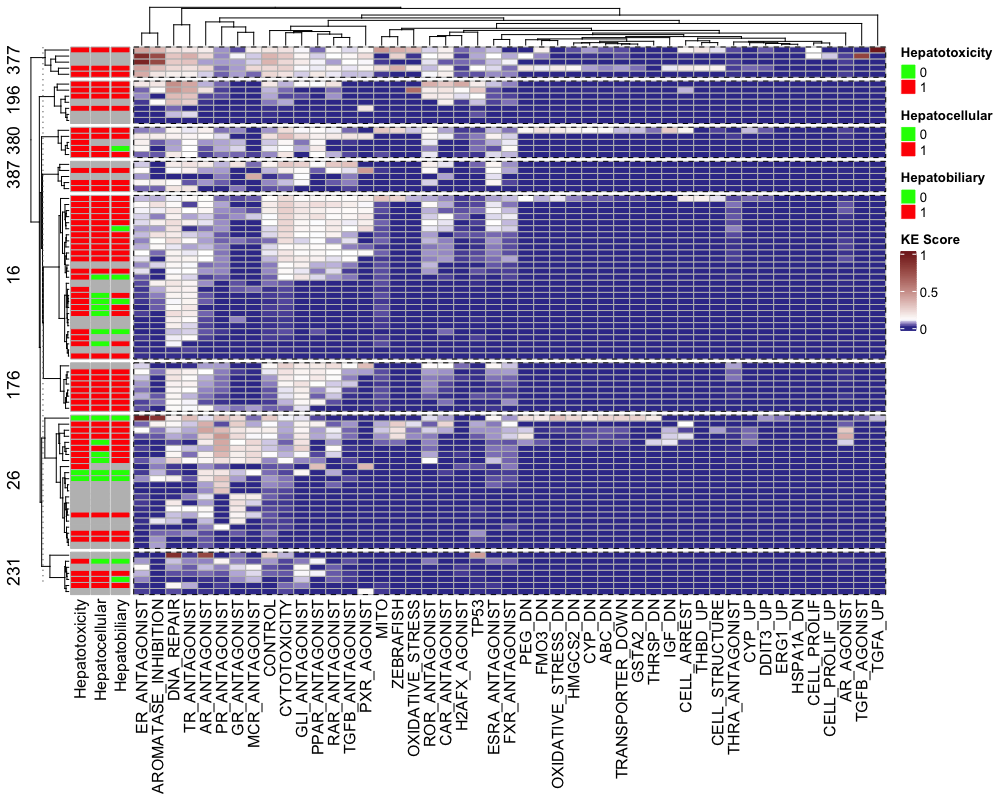 377
196
380
387
16
176
26
231
Hepatotoxicity
Hepatocellular
Hepatobiliary
ER_ANTAGONIST
AROMATASE_INHIBITION
DNA_REPAIR
TR_ANTAGONIST
AR_ANTAGONIST
PR_ANTAGONIST
GR_ANTAGONIST
MCR_ANTAGONIST
CONTROL
CYTOTOXICITY
GLI_ANTAGONIST
PPAR_ANTAGONIST
RAR_ANTAGONIST
TGFB_ANTAGONIST
PXR_AGONIST
MITO
ZEBRAFISH
OXIDATIVE_STRESS
ROR_ANTAGONIST
CAR_ANTAGONIST
H2AFX_AGONIST
TP53
ESRA_ANTAGONIST
FXR_ANTAGONIST
PEG_DN
FMO3_DN
OXIDATIVE_STRESS_DN
HMGCS2_DN
CYP_DN
ABC_DN
TRANSPORTER_DOWN
GSTA2_DN
THRSP_DN
IGF_DN
CELL_ARREST
THBD_UP
CELL_STRUCTURE
THRA_ANTAGONIST
CYP_UP
DDIT3_UP
ERG1_UP
HSPA1A_DN
CELL_PROLIF
CELL_PROLIF_UP
AR_AGONIST
TGFB_AGONIST
TGFA_UP
Hepatotoxicity
0
1
Hepatocellular
0
1
Hepatobiliary
0
1
KE Score
1
0.5
0